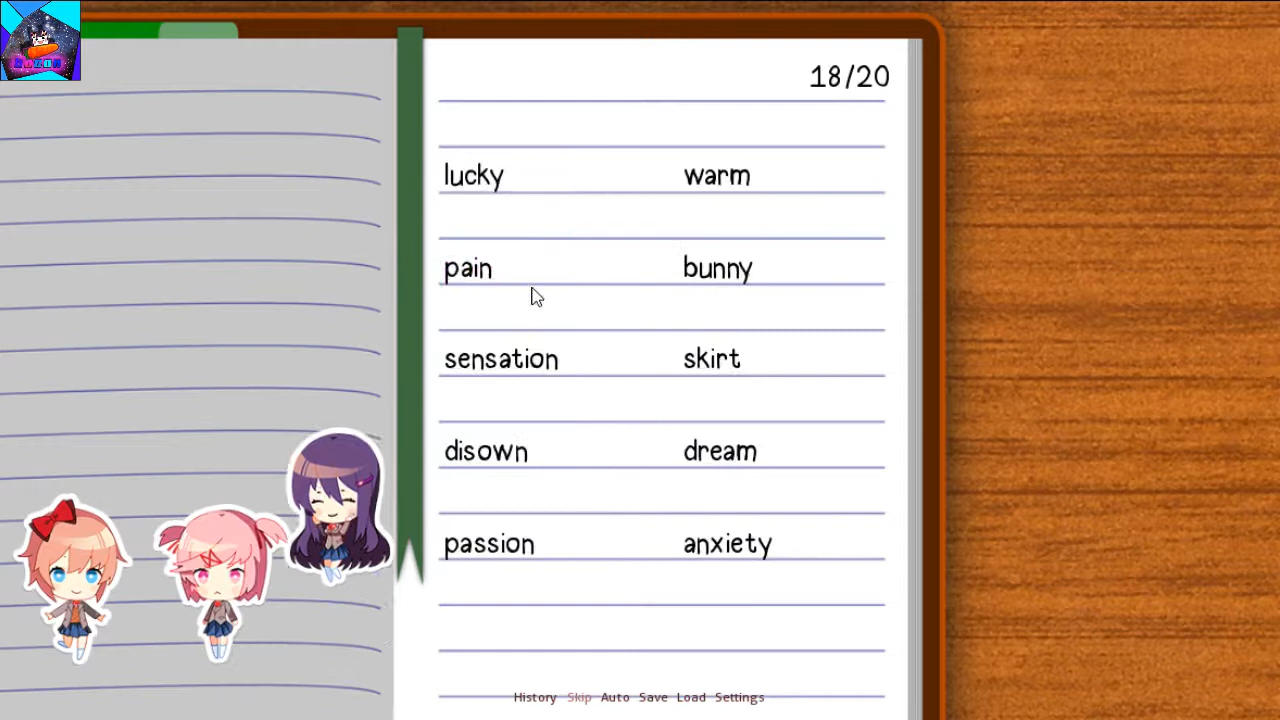 18/20
lucky warm
pain bunny
sensation skirt
disown dream
passion anxiety
History Skip Auto Save Load Settings